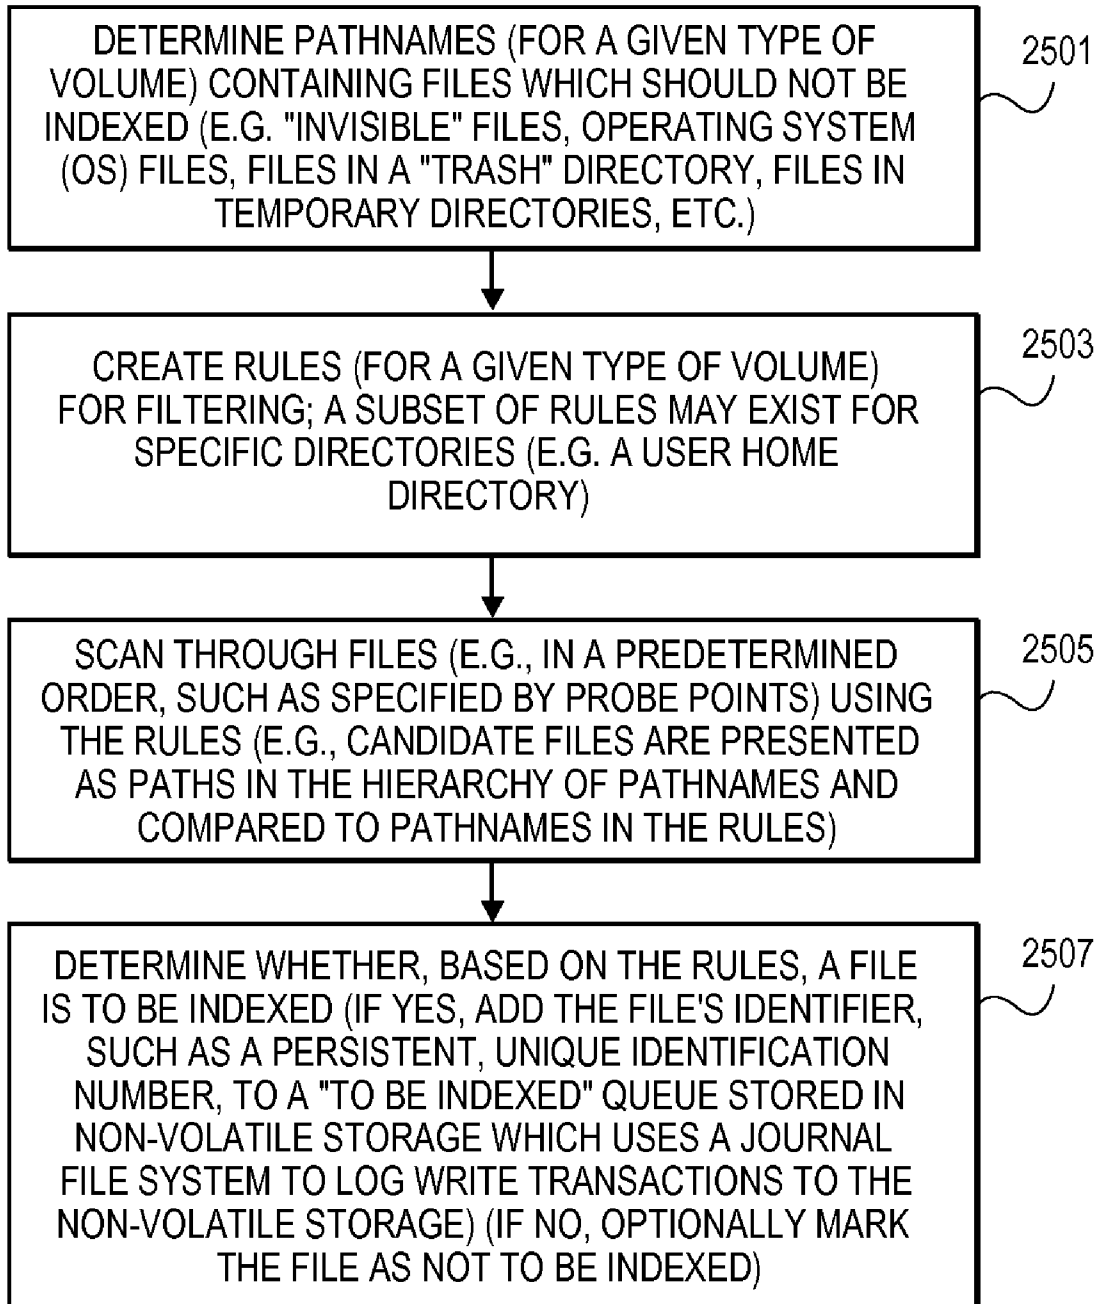 DETERMINE PATHNAMES (FOR A GIVEN TYPE OF
VOLUME) CONTAINING FILES WHICH SHOULD NOT BE
INDEXED (E.G. "INVISIBLE" FILES, OPERATING SYSTEM
(OS) FILES, FILES IN A "TRASH" DIRECTORY, FILES IN
TEMPORARY DIRECTORIES, ETC.)
2501
CREATE RULES (FOR A GIVEN TYPE OF VOLUME)
FOR FILTERING; A SUBSET OF RULES MAY EXIST FOR
SPECIFIC DIRECTORIES (E.G. A USER HOME
DIRECTORY)
2503
SCAN THROUGH FILES (E.G., IN A PREDETERMINED
ORDER, SUCH AS SPECIFIED BY PROBE POINTS) USING
THE RULES (E.G., CANDIDATE FILES ARE PRESENTED
AS PATHS IN THE HIERARCHY OF PATHNAMES AND
COMPARED TO PATHNAMES IN THE RULES)
2505
DETERMINE WHETHER, BASED ON THE RULES, A FILE
IS TO BE INDEXED (IF YES, ADD THE FILE'S IDENTIFIER,
SUCH AS A PERSISTENT, UNIQUE IDENTIFICATION
NUMBER, TO A "TO BE INDEXED" QUEUE STORED IN
NON-VOLATILE STORAGE WHICH USES A JOURNAL
FILE SYSTEM TO LOG WRITE TRANSACTIONS TO THE
NON-VOLATILE STORAGE) (IF NO, OPTIONALLY MARK
THE FILE AS NOT TO BE INDEXED)
2507